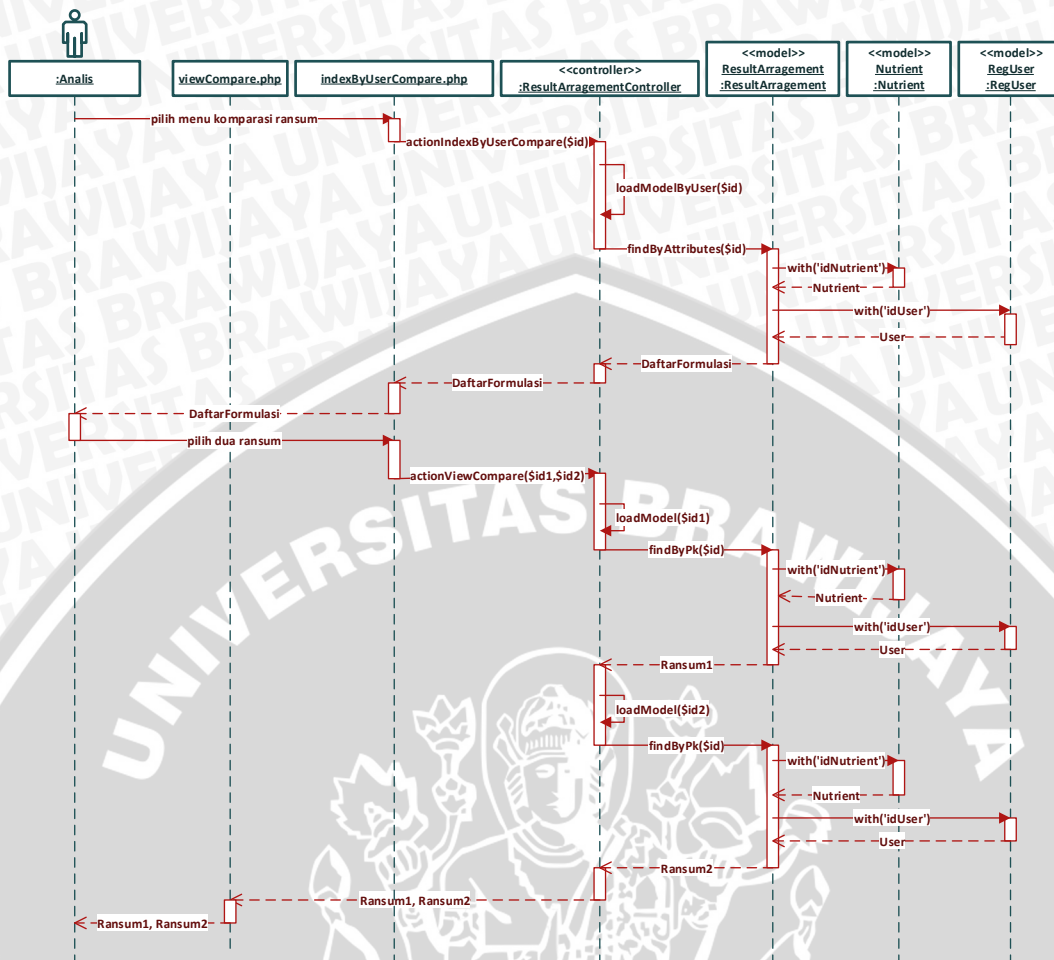 :Analis
viewCompare.php
indexByUserCompare.php
<<controller>>
:ResultArragementController
<<model>>
ResultArragement
:ResultArragement
<<model>>
Nutrient
:Nutrient
<<model>>
RegUser
:RegUser
pilih menu komparasi ransum
actionIndexByUserCompare($id)
loadModelByUser($id)
findByAttributes($id)
with('idNutrient')
Nutrient
with('idUser')
User
DaftarFormulasi
DaftarFormulasi
DaftarFormulasi
pilih dua ransum
actionViewCompare($id1,$id2)
loadModel($id1)
findByPk($id)
with('idNutrient')
Nutrient
with('idUser')
User
Ransum1
loadModel($id2)
findByPk($id)
with('idNutrient')
Nutrient
with('idUser')
User
Ransum2
Ransum1, Ransum2
Ransum1, Ransum2
UNIVERSITAS BRAWIJAYA